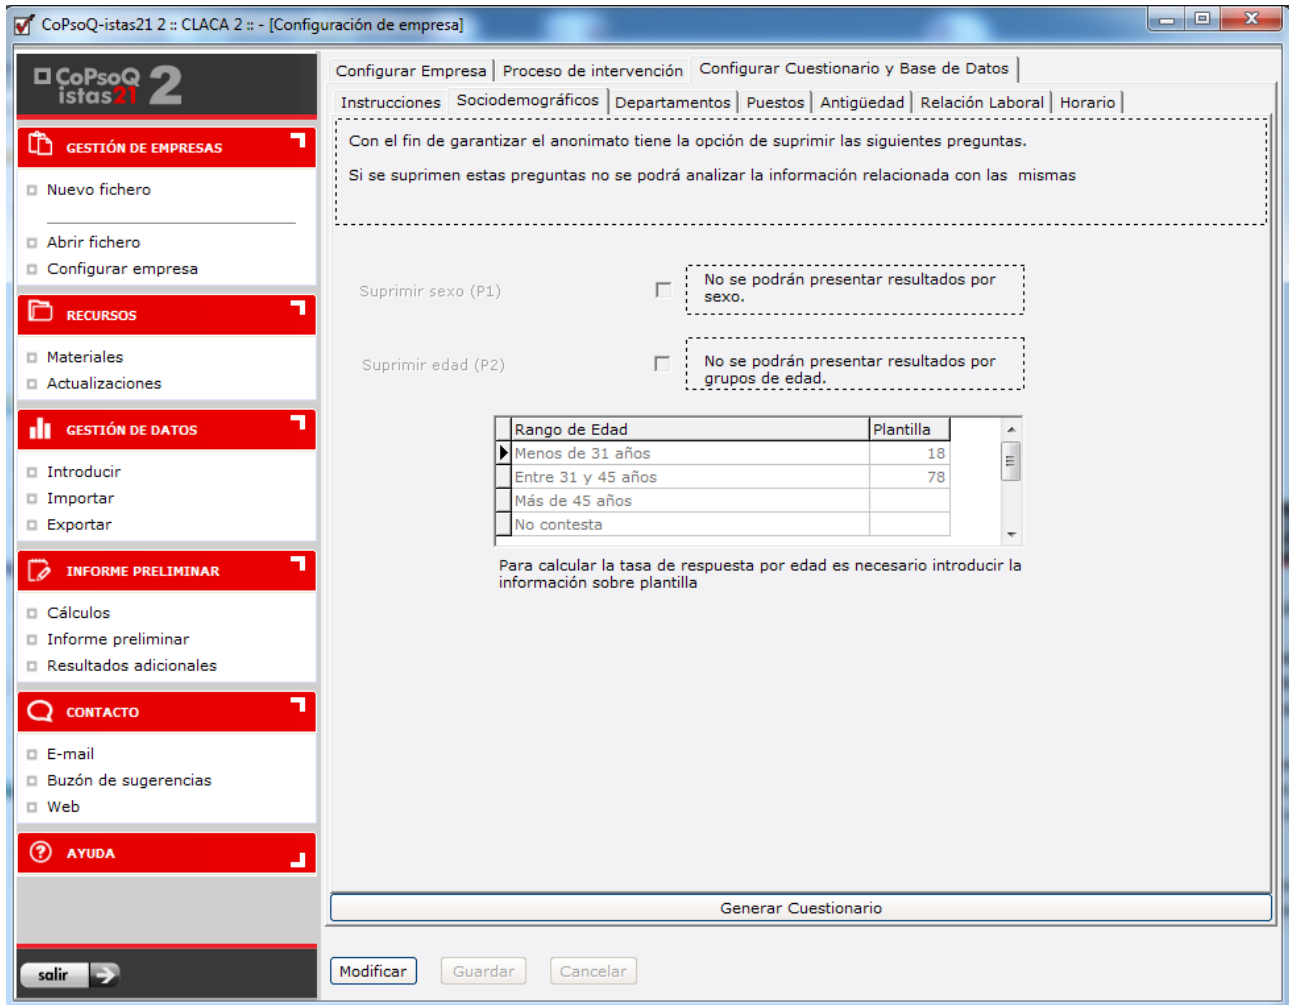 CoPsoQ-istas21 2 :: CLACA 2 :: - [Configuración de empresa]
CoPsoQ 2
istas21
GESTIÓN DE EMPRESAS
Nuevo fichero
Abrir fichero
Configurar empresa
RECURSOS
Materiales
Actualizaciones
GESTIÓN DE DATOS
Introducir
Importar
Exportar
INFORME PRELIMINAR
Cálculos
Informe preliminar
Resultados adicionales
CONTACTO
E-mail
Buzón de sugerencias
Web
AYUDA
salir
Configurar Empresa Proceso de intervención Configurar Cuestionario y Base de Datos
Instrucciones Sociodemográficos Departamentos Puestos Antigüedad Relación Laboral Horario
Con el fin de garantizar el anonimato tiene la opción de suprimir las siguientes preguntas.
Si se suprimen estas preguntas no se podrá analizar la información relacionada con las mismas
Suprimir sexo (P1)
No se podrán presentar resultados por
sexo.
Suprimir edad (P2)
No se podrán presentar resultados por
grupos de edad.
Rango de Edad Plantilla
Menos de 31 años 18
Entre 31 y 45 años 78
Más de 45 años
No contesta
Para calcular la tasa de respuesta por edad es necesario introducir la
información sobre plantilla
Generar Cuestionario
Modificar Guardar Cancelar